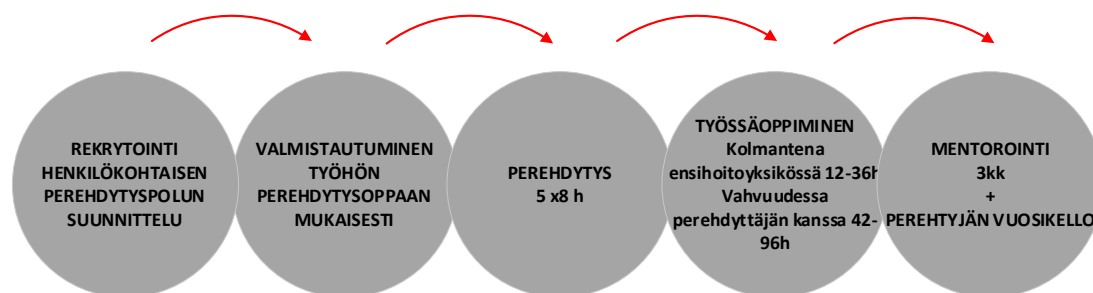 REKRYTOINTI
HENKILÖKOHTAISEN
PEREHDYTYSPOLUN
SUUNNITTELU
VALMISTAUTUMINEN
TYÖHÖN
PEREHDYTYSOPPAAN
MUKAISESTI
PEREHDYTYS
5 x8 h
TYÖSSÄOPPIMINEN
Kolmantena
ensihoitoyksikössä 12-36h
Vahvuudessa
perehdyttäjän kanssa 42-
96h
MENTOROINTI
3kk
+
PEREHTYJÄN VUOSIKELLO